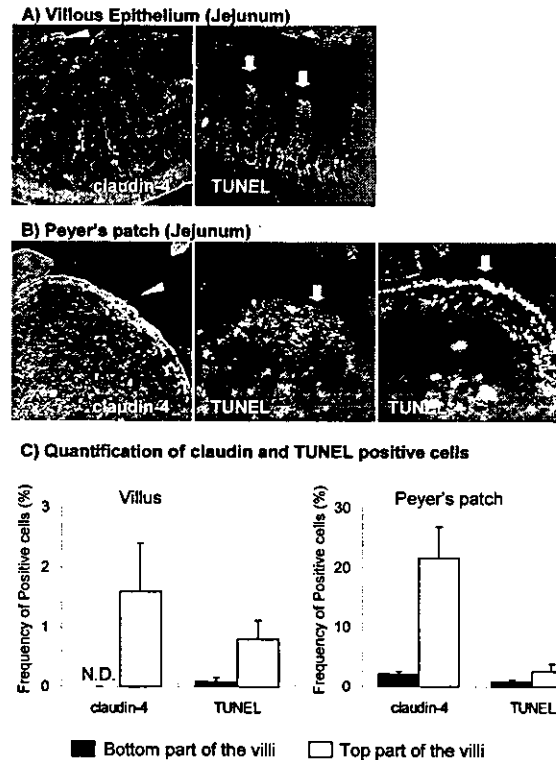 A) Villous Epithelium (Jejunum)
claudin-4
TUNEL
B) Peyer's patch (Jejunum)
claudin-4
TUNEL
TUNEL
C) Quantification of claudin and TUNEL positive cells
Frequency of Positive cells (%)
3
2
1
0
Villus
N.D.
claudin-4
TUNEL
Frequency of Positive cells (%)
30
20
10
0
Peyer's patch
claudin-4
TUNEL
Bottom part of the villi
Top part of the villi